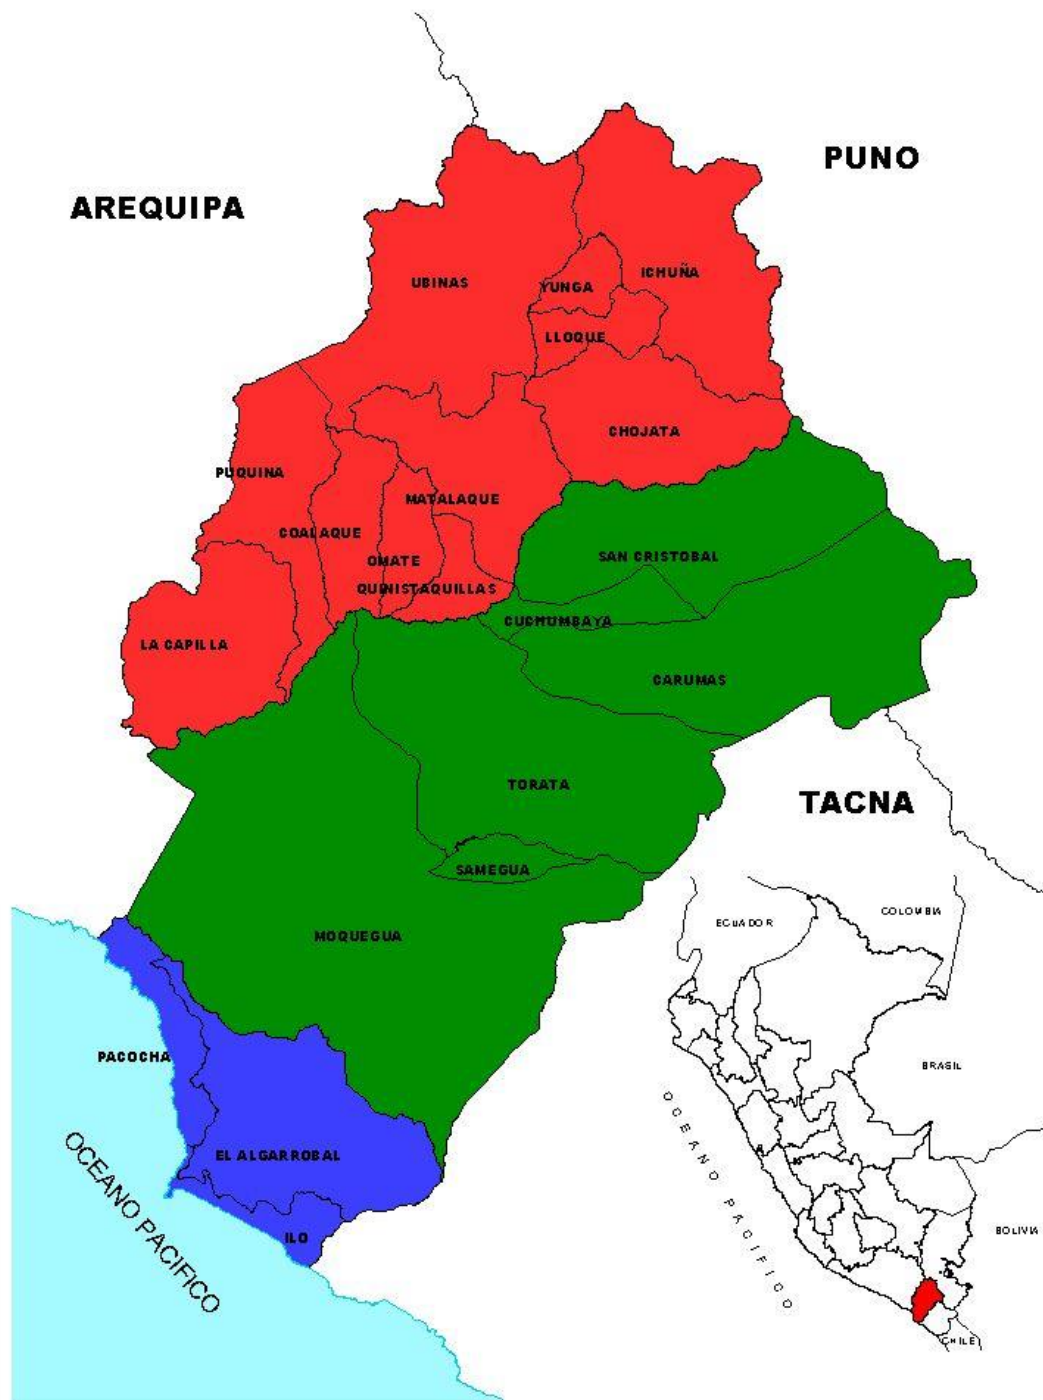 PUNO
AREQUIPA
UBINAS
YUNGA
ICHUÑA
LLOQUE
CHOJATA
PUQUINA
MATALAQUE
COALAQUE
OMATE
QUINISTAQUILLAS
LA CAPILLA
SAN CRISTOBAL
CUCHUMBAYA
CARUMAS
TORATA
TACNA
SAMEGUA
MOQUEGUA
PACOCHA
EL ALGARROBAL
ILO
OCEANO PACIFICO
ECUADOR
COLOMBIA
BRASIL
OCEANO PACIFICO
BOLIVIA
CHILE